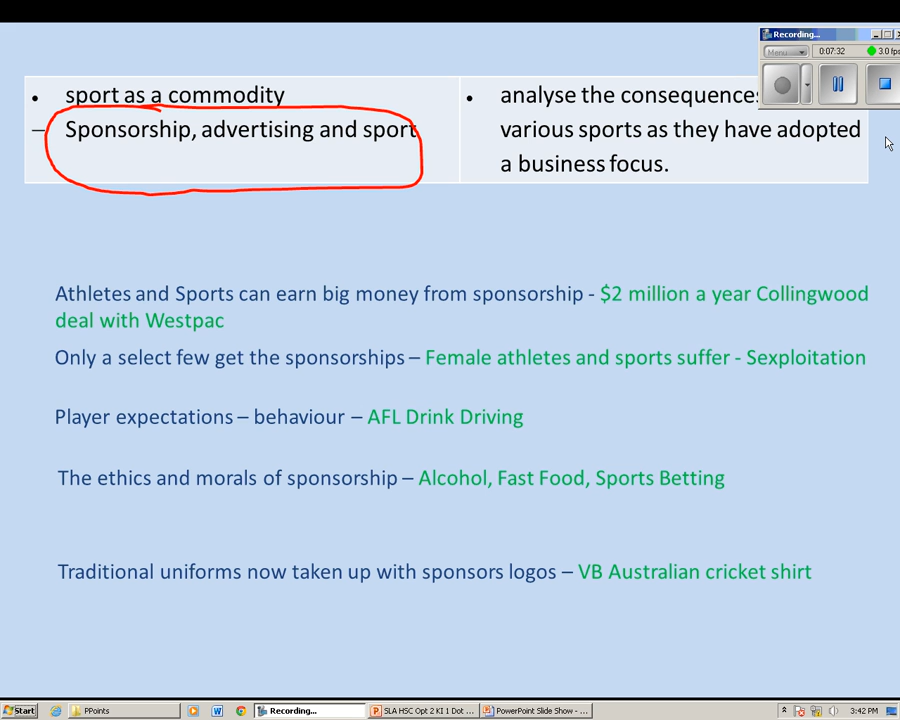 Recording...
Menu 0:07:32 3.0 fps
• sport as a commodity
– Sponsorship, advertising and sport
• analyse the consequences
various sports as they have adopted
a business focus.
Athletes and Sports can earn big money from sponsorship - $2 million a year Collingwood
deal with Westpac
Only a select few get the sponsorships – Female athletes and sports suffer - Sexploitation
Player expectations – behaviour – AFL Drink Driving
The ethics and morals of sponsorship – Alcohol, Fast Food, Sports Betting
Traditional uniforms now taken up with sponsors logos – VB Australian cricket shirt
Start PPoints Recording... SLA HSC Opt 2 KI 1 Dot ... PowerPoint Slide Show - ... 3:42 PM